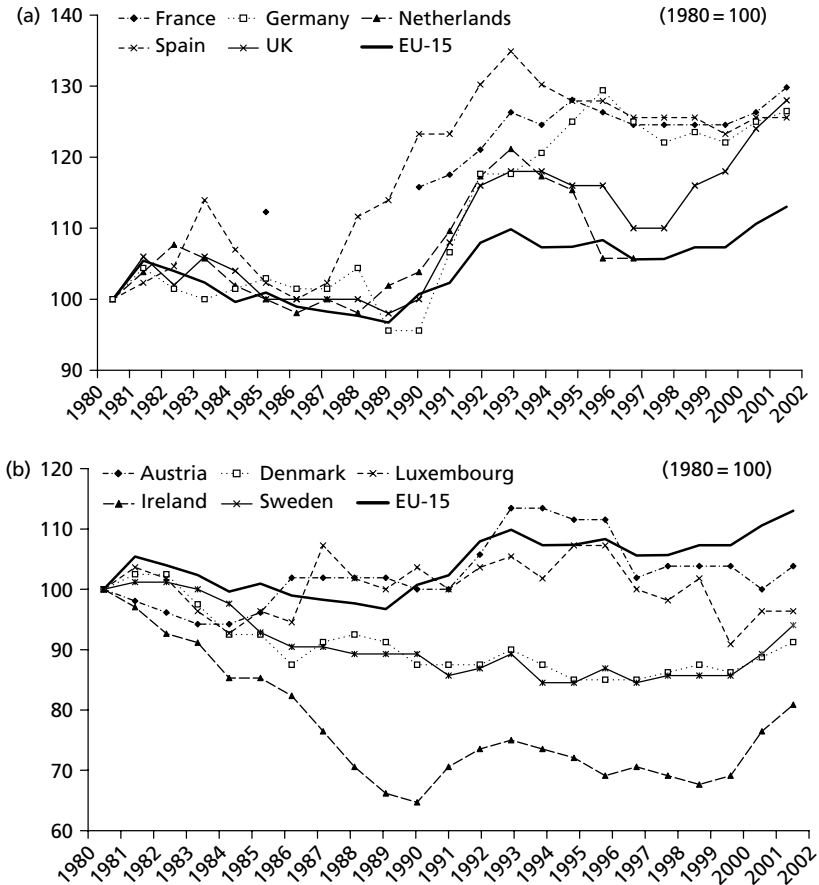 (a) 140 France Germany Netherlands (1980 = 100)
Spain UK EU-15
130
120
110
100
90
1980 1981 1982 1983 1984 1985 1986 1987 1988 1989 1990 1991 1992 1993 1994 1995 1996 1997 1998 1999 2000 2001 2002
(b) 120 Austria Denmark Luxembourg (1980 = 100)
Ireland Sweden EU-15
110
100
90
80
70
60
1980 1981 1982 1983 1984 1985 1986 1987 1988 1989 1990 1991 1992 1993 1994 1995 1996 1997 1998 1999 2000 2001 2002